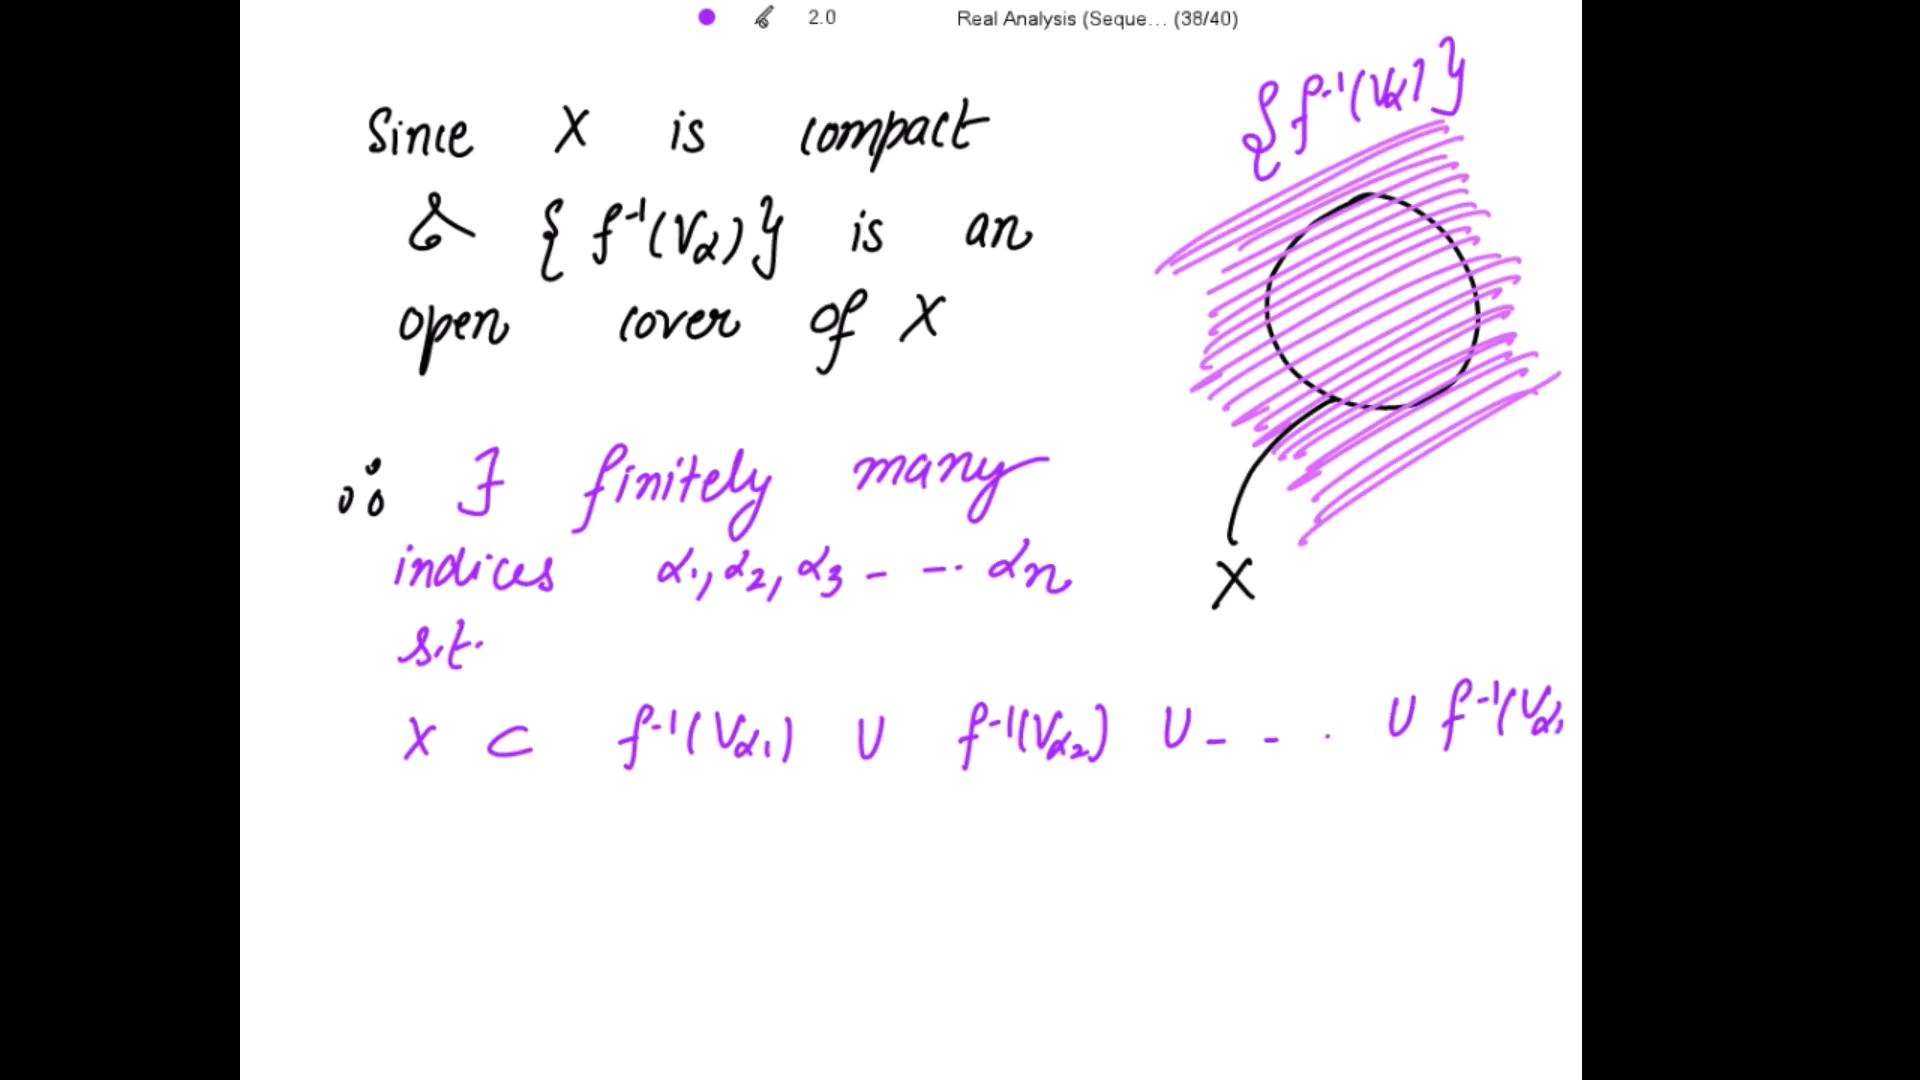 2.0 Real Analysis (Seque... (38/40)
{f⁻¹(Vα)}
Since X is compact
& {f⁻¹(Vα)} is an
open cover of X
∴ ∃ finitely many
indices α₁, α₂, α₃ - -·· αn
s.t.
X ⊂ f⁻¹(Vα₁) ∪ f⁻¹(Vα₂) ∪ - - . ∪ f⁻¹(Vα
X